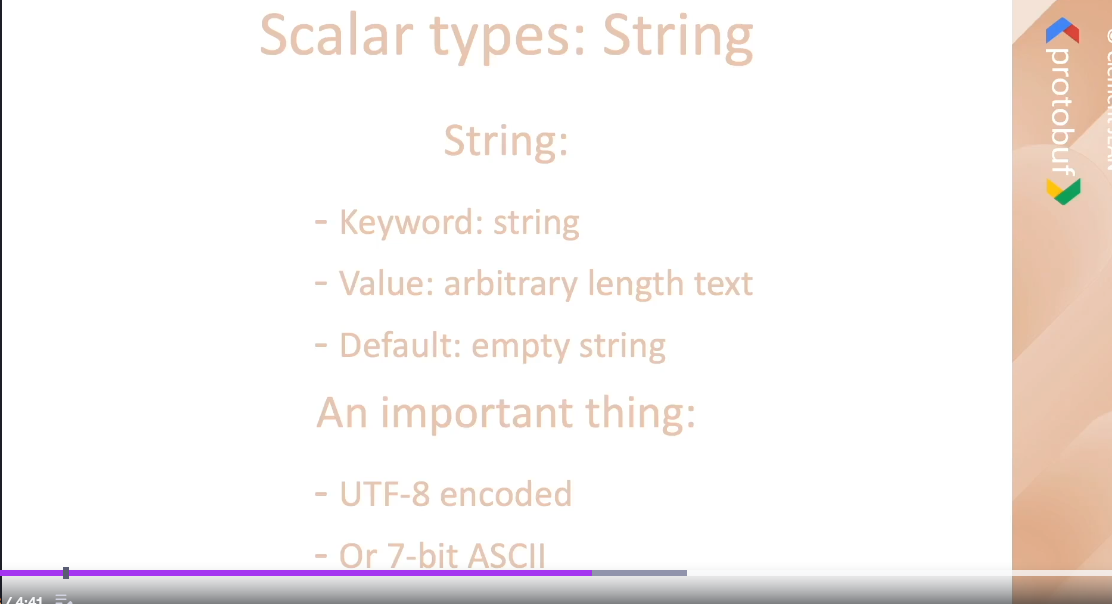 Scalar types: String
String:
- Keyword: string
- Value: arbitrary length text
- Default: empty string
An important thing:
- UTF-8 encoded
- Or 7-bit ASCII
protobuf
/ 4:41